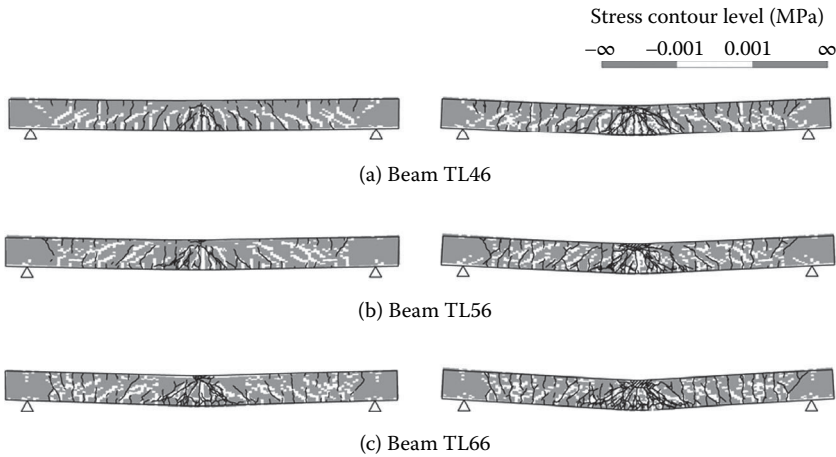 Stress contour level (MPa)
−∞ −0.001 0.001 ∞
(a) Beam TL46
(b) Beam TL56
(c) Beam TL66